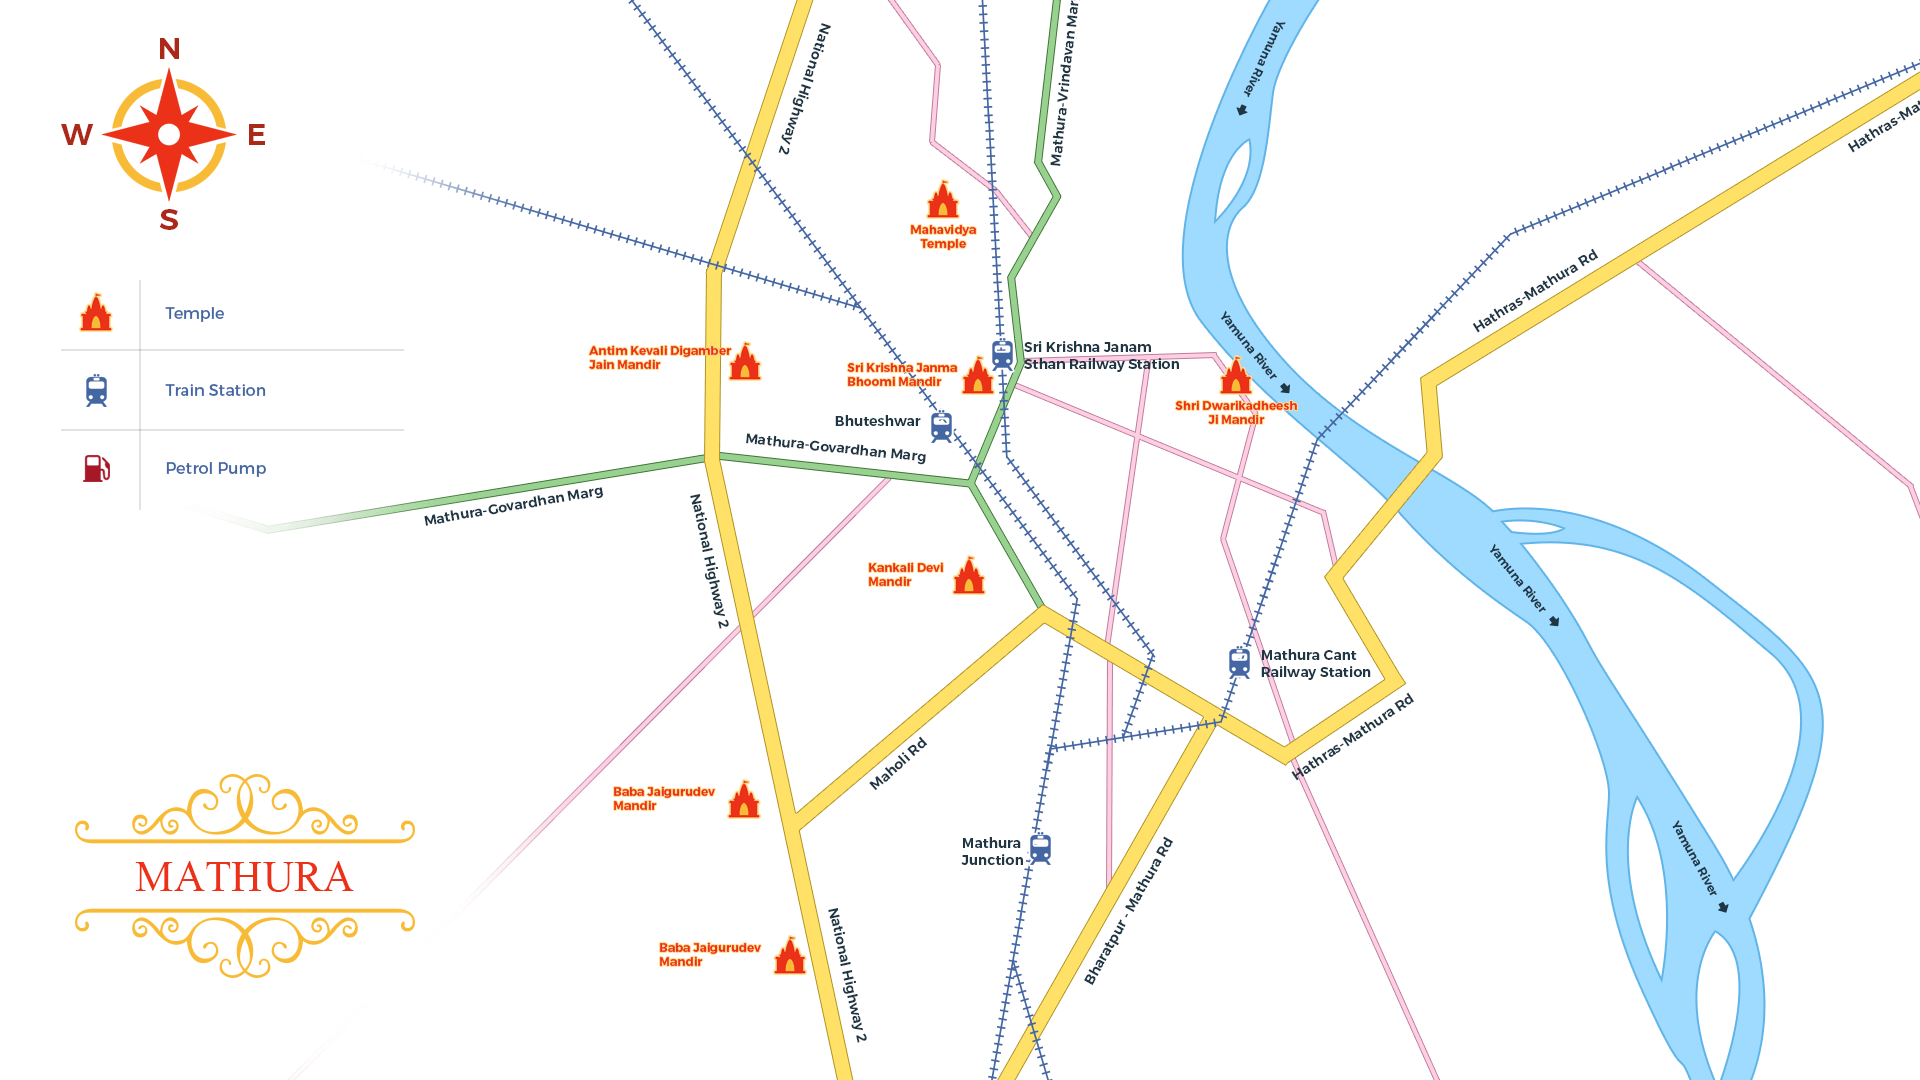 N
W
E
S
Temple
Train Station
Petrol Pump
MATHURA
National Highway 2
Mathura-Vrindavan Mar
Yamuna River
Hathras-Mat
Mahavidya
Temple
Hathras-Mathura Rd
Antim Kevali Digamber
Jain Mandir
Sri Krishna Janma
Bhoomi Mandir
Sri Krishna Janam
Sthan Railway Station
Yamuna River
Shri Dwarikadheesh
Ji Mandir
Bhuteshwar
Mathura-Govardhan Marg
Mathura-Govardhan Marg
National Highway 2
Kankali Devi
Mandir
Yamuna River
Mathura Cant
Railway Station
Hathras-Mathura Rd
Maholi Rd
Baba Jaigurudev
Mandir
Mathura
Junction
Yamuna River
Bharatpur - Mathura Rd
Baba Jaigurudev
Mandir
National Highway 2